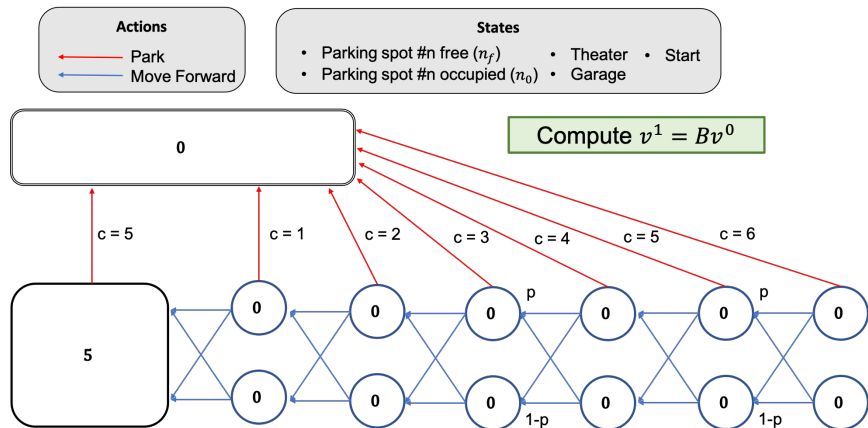 Actions
Park
Move Forward
States
• Parking spot #n free (n_f)
• Parking spot #n occupied (n_0)
• Theater
• Garage
• Start
0
Compute v^1 = Bv^0
c = 5
c = 1
c = 2
c = 3
c = 4
c = 5
c = 6
p
p
5
0
0
0
0
0
0
0
0
0
0
0
0
1-p
1-p